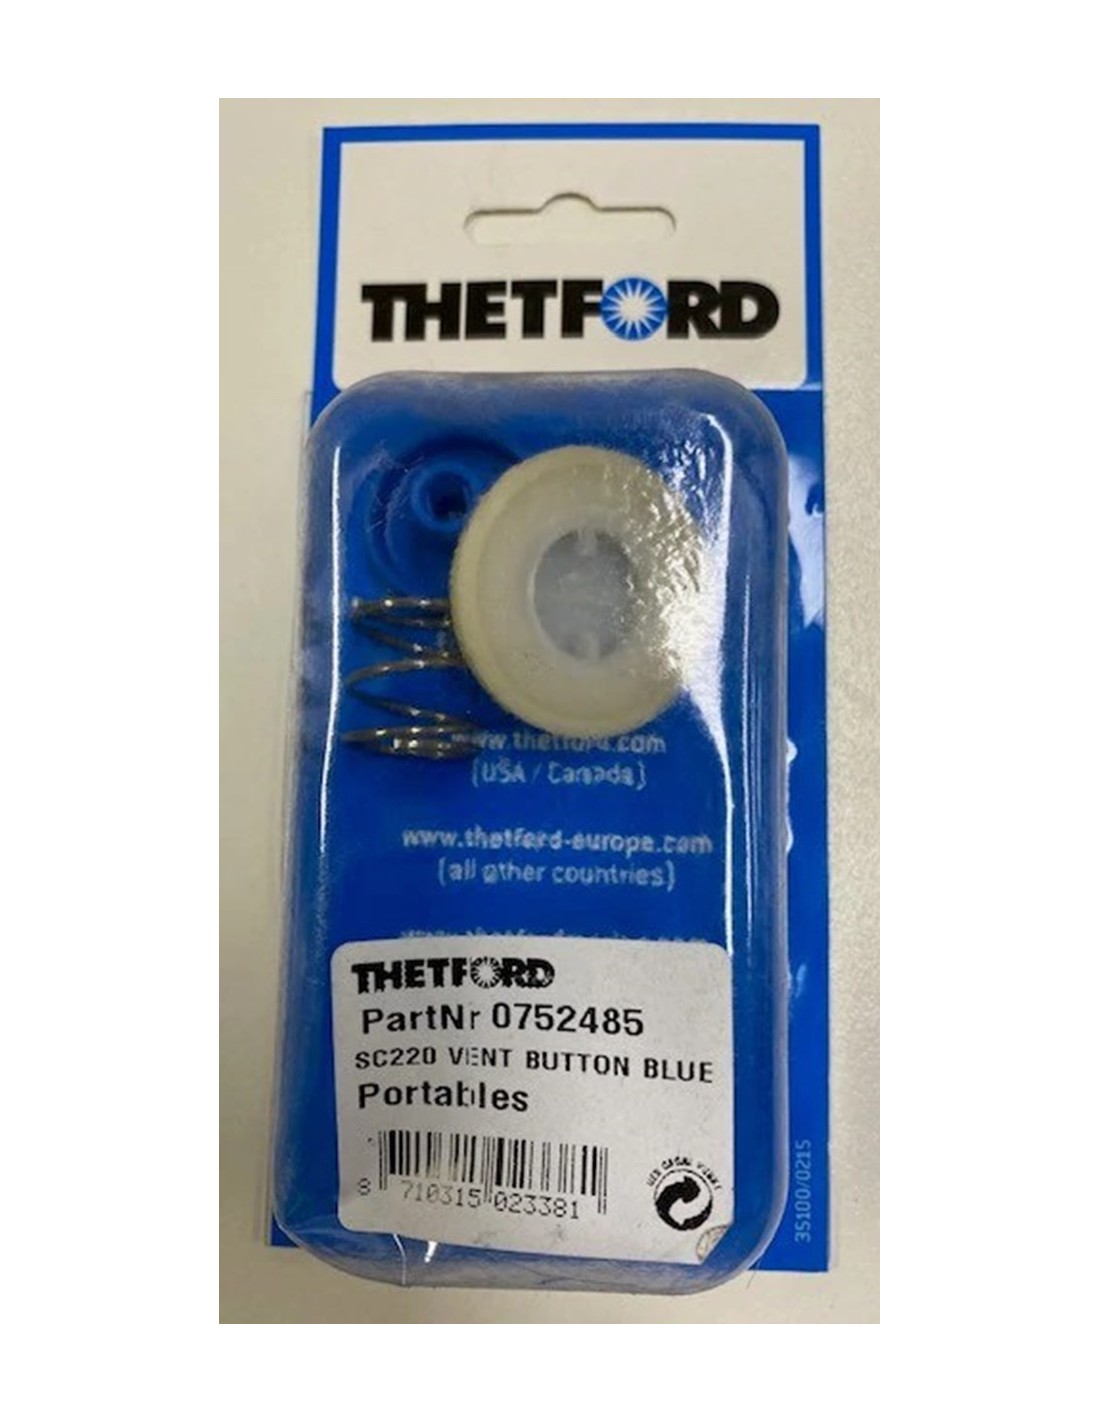 THETFORD
www.thetford.com
(USA / Canada)
www.thetford-europe.com
(all other countries)
THETFORD
PartNr 0752485
SC220 VENT BUTTON BLUE
Portables
8 710315 023381
35100/0215